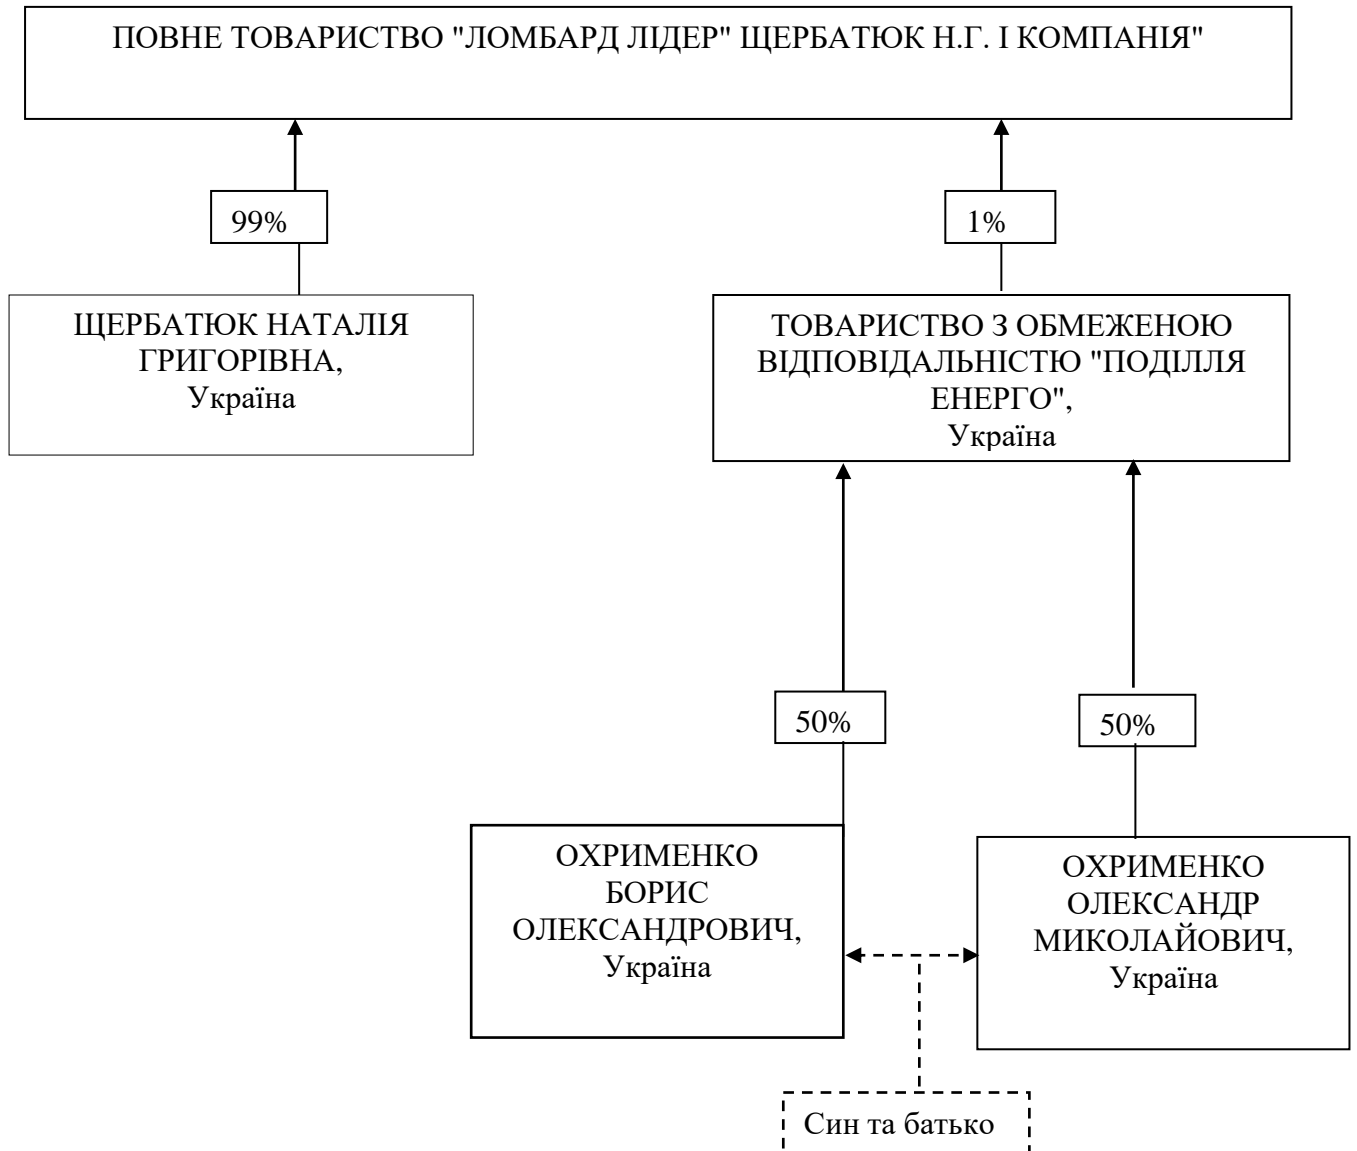 ПОВНЕ ТОВАРИСТВО "ЛОМБАРД ЛІДЕР" ЩЕРБАТЮК Н.Г. І КОМПАНІЯ"
99%
1%
ЩЕРБАТЮК НАТАЛІЯ
ГРИГОРІВНА,
Україна
ТОВАРИСТВО З ОБМЕЖЕНОЮ
ВІДПОВІДАЛЬНІСТЮ "ПОДІЛЛЯ
ЕНЕРГО",
Україна
50%
50%
ОХРИМЕНКО
БОРИС
ОЛЕКСАНДРОВИЧ,
Україна
ОХРИМЕНКО
ОЛЕКСАНДР
МИКОЛАЙОВИЧ,
Україна
Син та батько